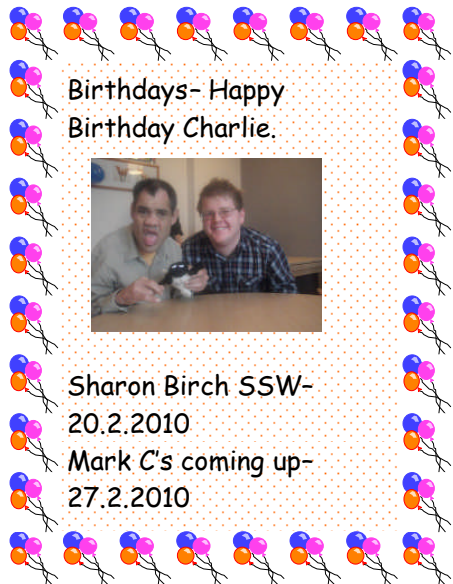 Birthdays– Happy
Birthday Charlie.
Sharon Birch SSW–
20.2.2010
Mark C's coming up–
27.2.2010